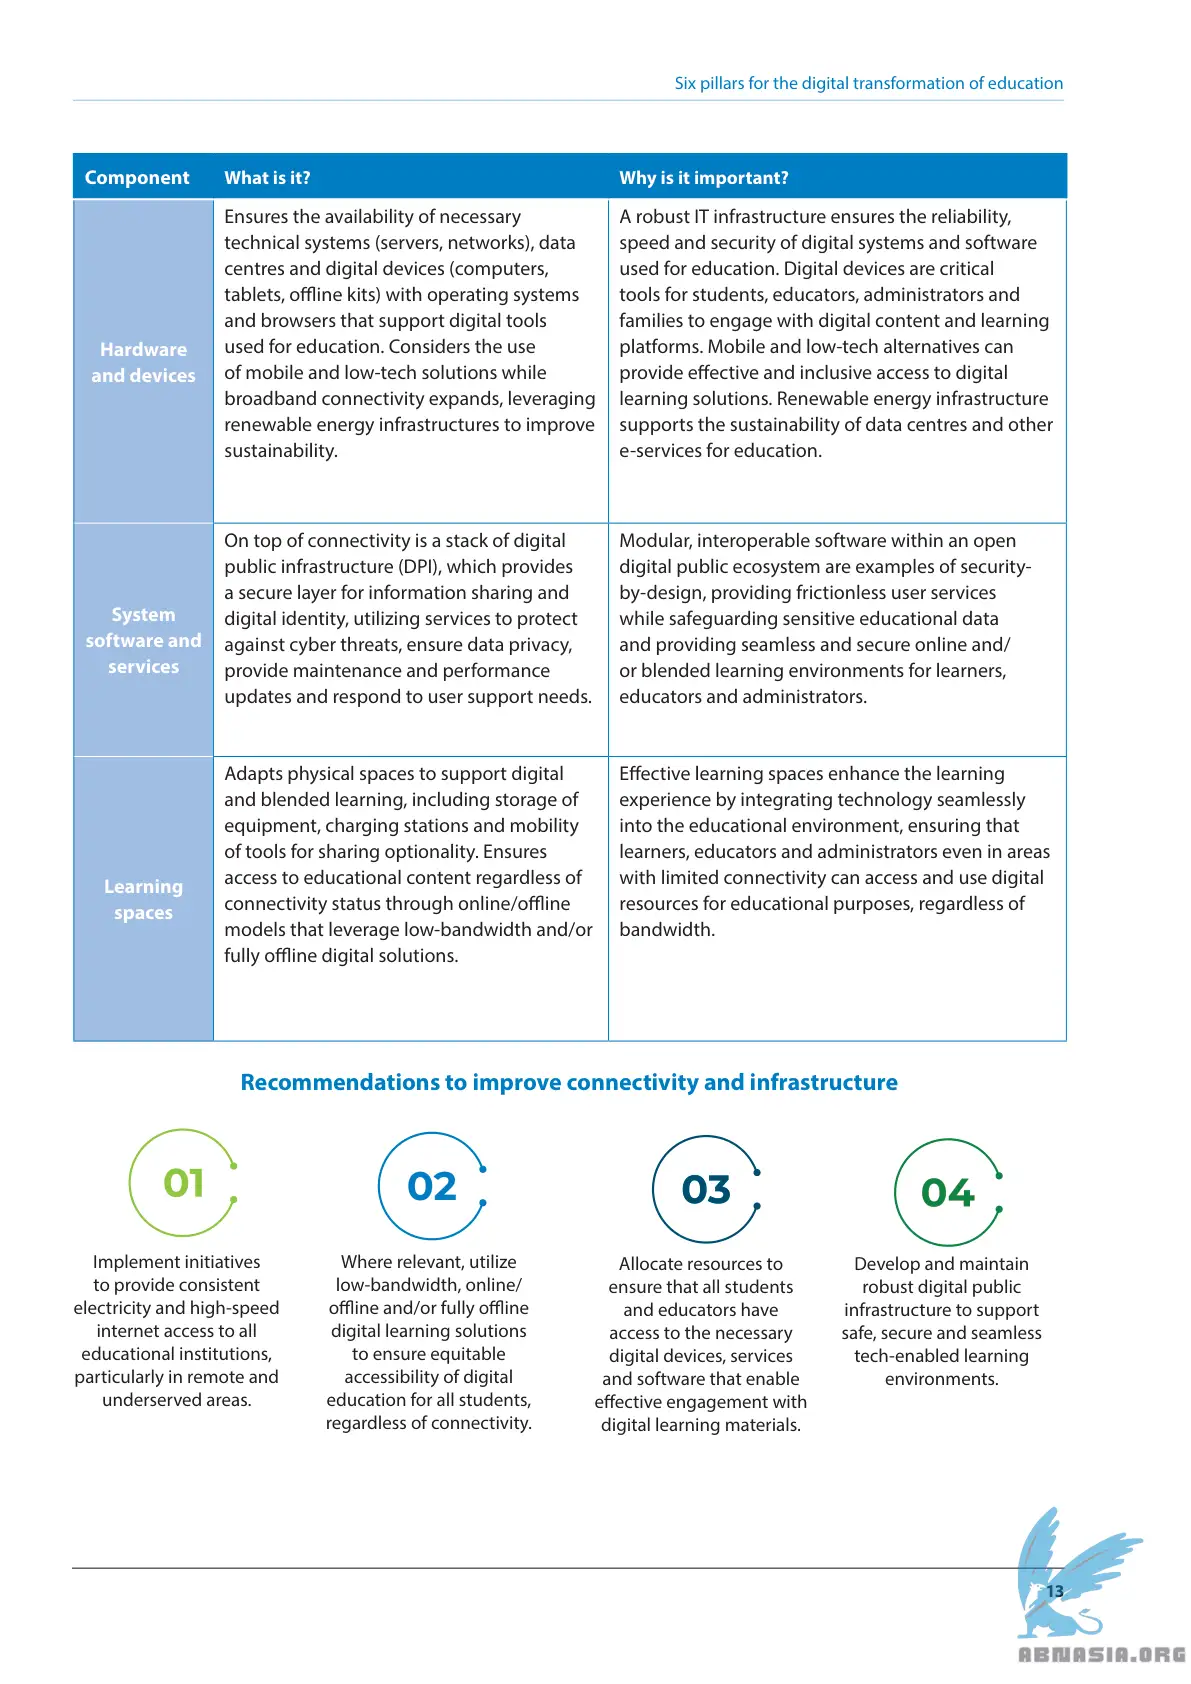 Six pillars for the digital transformation of education
Component
What is it?
Why is it important?
Hardware
and devices
Ensures the availability of necessary
technical systems (servers, networks), data
centres and digital devices (computers,
tablets, offline kits) with operating systems
and browsers that support digital tools
used for education. Considers the use
of mobile and low-tech solutions while
broadband connectivity expands, leveraging
renewable energy infrastructures to improve
sustainability.
A robust IT infrastructure ensures the reliability,
speed and security of digital systems and software
used for education. Digital devices are critical
tools for students, educators, administrators and
families to engage with digital content and learning
platforms. Mobile and low-tech alternatives can
provide effective and inclusive access to digital
learning solutions. Renewable energy infrastructure
supports the sustainability of data centres and other
e-services for education.
System
software and
services
On top of connectivity is a stack of digital
public infrastructure (DPI), which provides
a secure layer for information sharing and
digital identity, utilizing services to protect
against cyber threats, ensure data privacy,
provide maintenance and performance
updates and respond to user support needs.
Modular, interoperable software within an open
digital public ecosystem are examples of security-
by-design, providing frictionless user services
while safeguarding sensitive educational data
and providing seamless and secure online and/
or blended learning environments for learners,
educators and administrators.
Learning
spaces
Adapts physical spaces to support digital
and blended learning, including storage of
equipment, charging stations and mobility
of tools for sharing optionality. Ensures
access to educational content regardless of
connectivity status through online/offline
models that leverage low-bandwidth and/or
fully offline digital solutions.
Effective learning spaces enhance the learning
experience by integrating technology seamlessly
into the educational environment, ensuring that
learners, educators and administrators even in areas
with limited connectivity can access and use digital
resources for educational purposes, regardless of
bandwidth.
Recommendations to improve connectivity and infrastructure
01
Implement initiatives
to provide consistent
electricity and high-speed
internet access to all
educational institutions,
particularly in remote and
underserved areas.
02
Where relevant, utilize
low-bandwidth, online/
offline and/or fully offline
digital learning solutions
to ensure equitable
accessibility of digital
education for all students,
regardless of connectivity.
03
Allocate resources to
ensure that all students
and educators have
access to the necessary
digital devices, services
and software that enable
effective engagement with
digital learning materials.
04
Develop and maintain
robust digital public
infrastructure to support
safe, secure and seamless
tech-enabled learning
environments.
13
ABNASIA.ORG